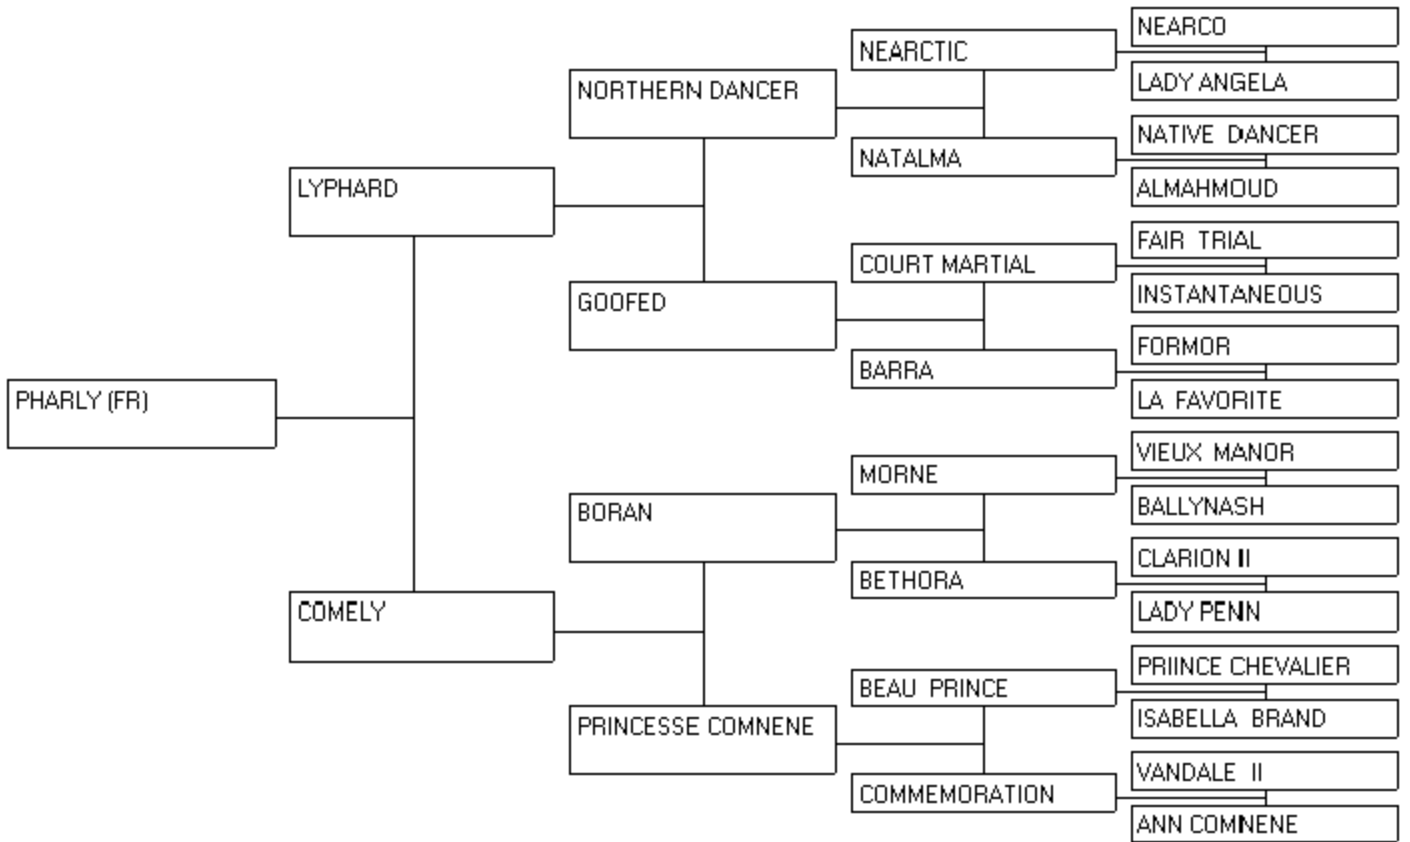 NEARCO
NEARCTIC
LADY ANGELA
NORTHERN DANCER
NATIVE DANCER
NATALMA
ALMAHMOUD
LYPHARD
FAIR TRIAL
COURT MARTIAL
INSTANTANEOUS
GOOFED
FORMOR
BARRA
LA FAVORITE
PHARLY (FR)
VIEUX MANOR
MORNE
BALLYNASH
BORAN
CLARION II
BETHORA
LADY PENN
COMELY
PRIINCE CHEVALIER
BEAU PRINCE
ISABELLA BRAND
PRINCESSE COMNENE
VANDALE II
COMMEMORATION
ANN COMNENE